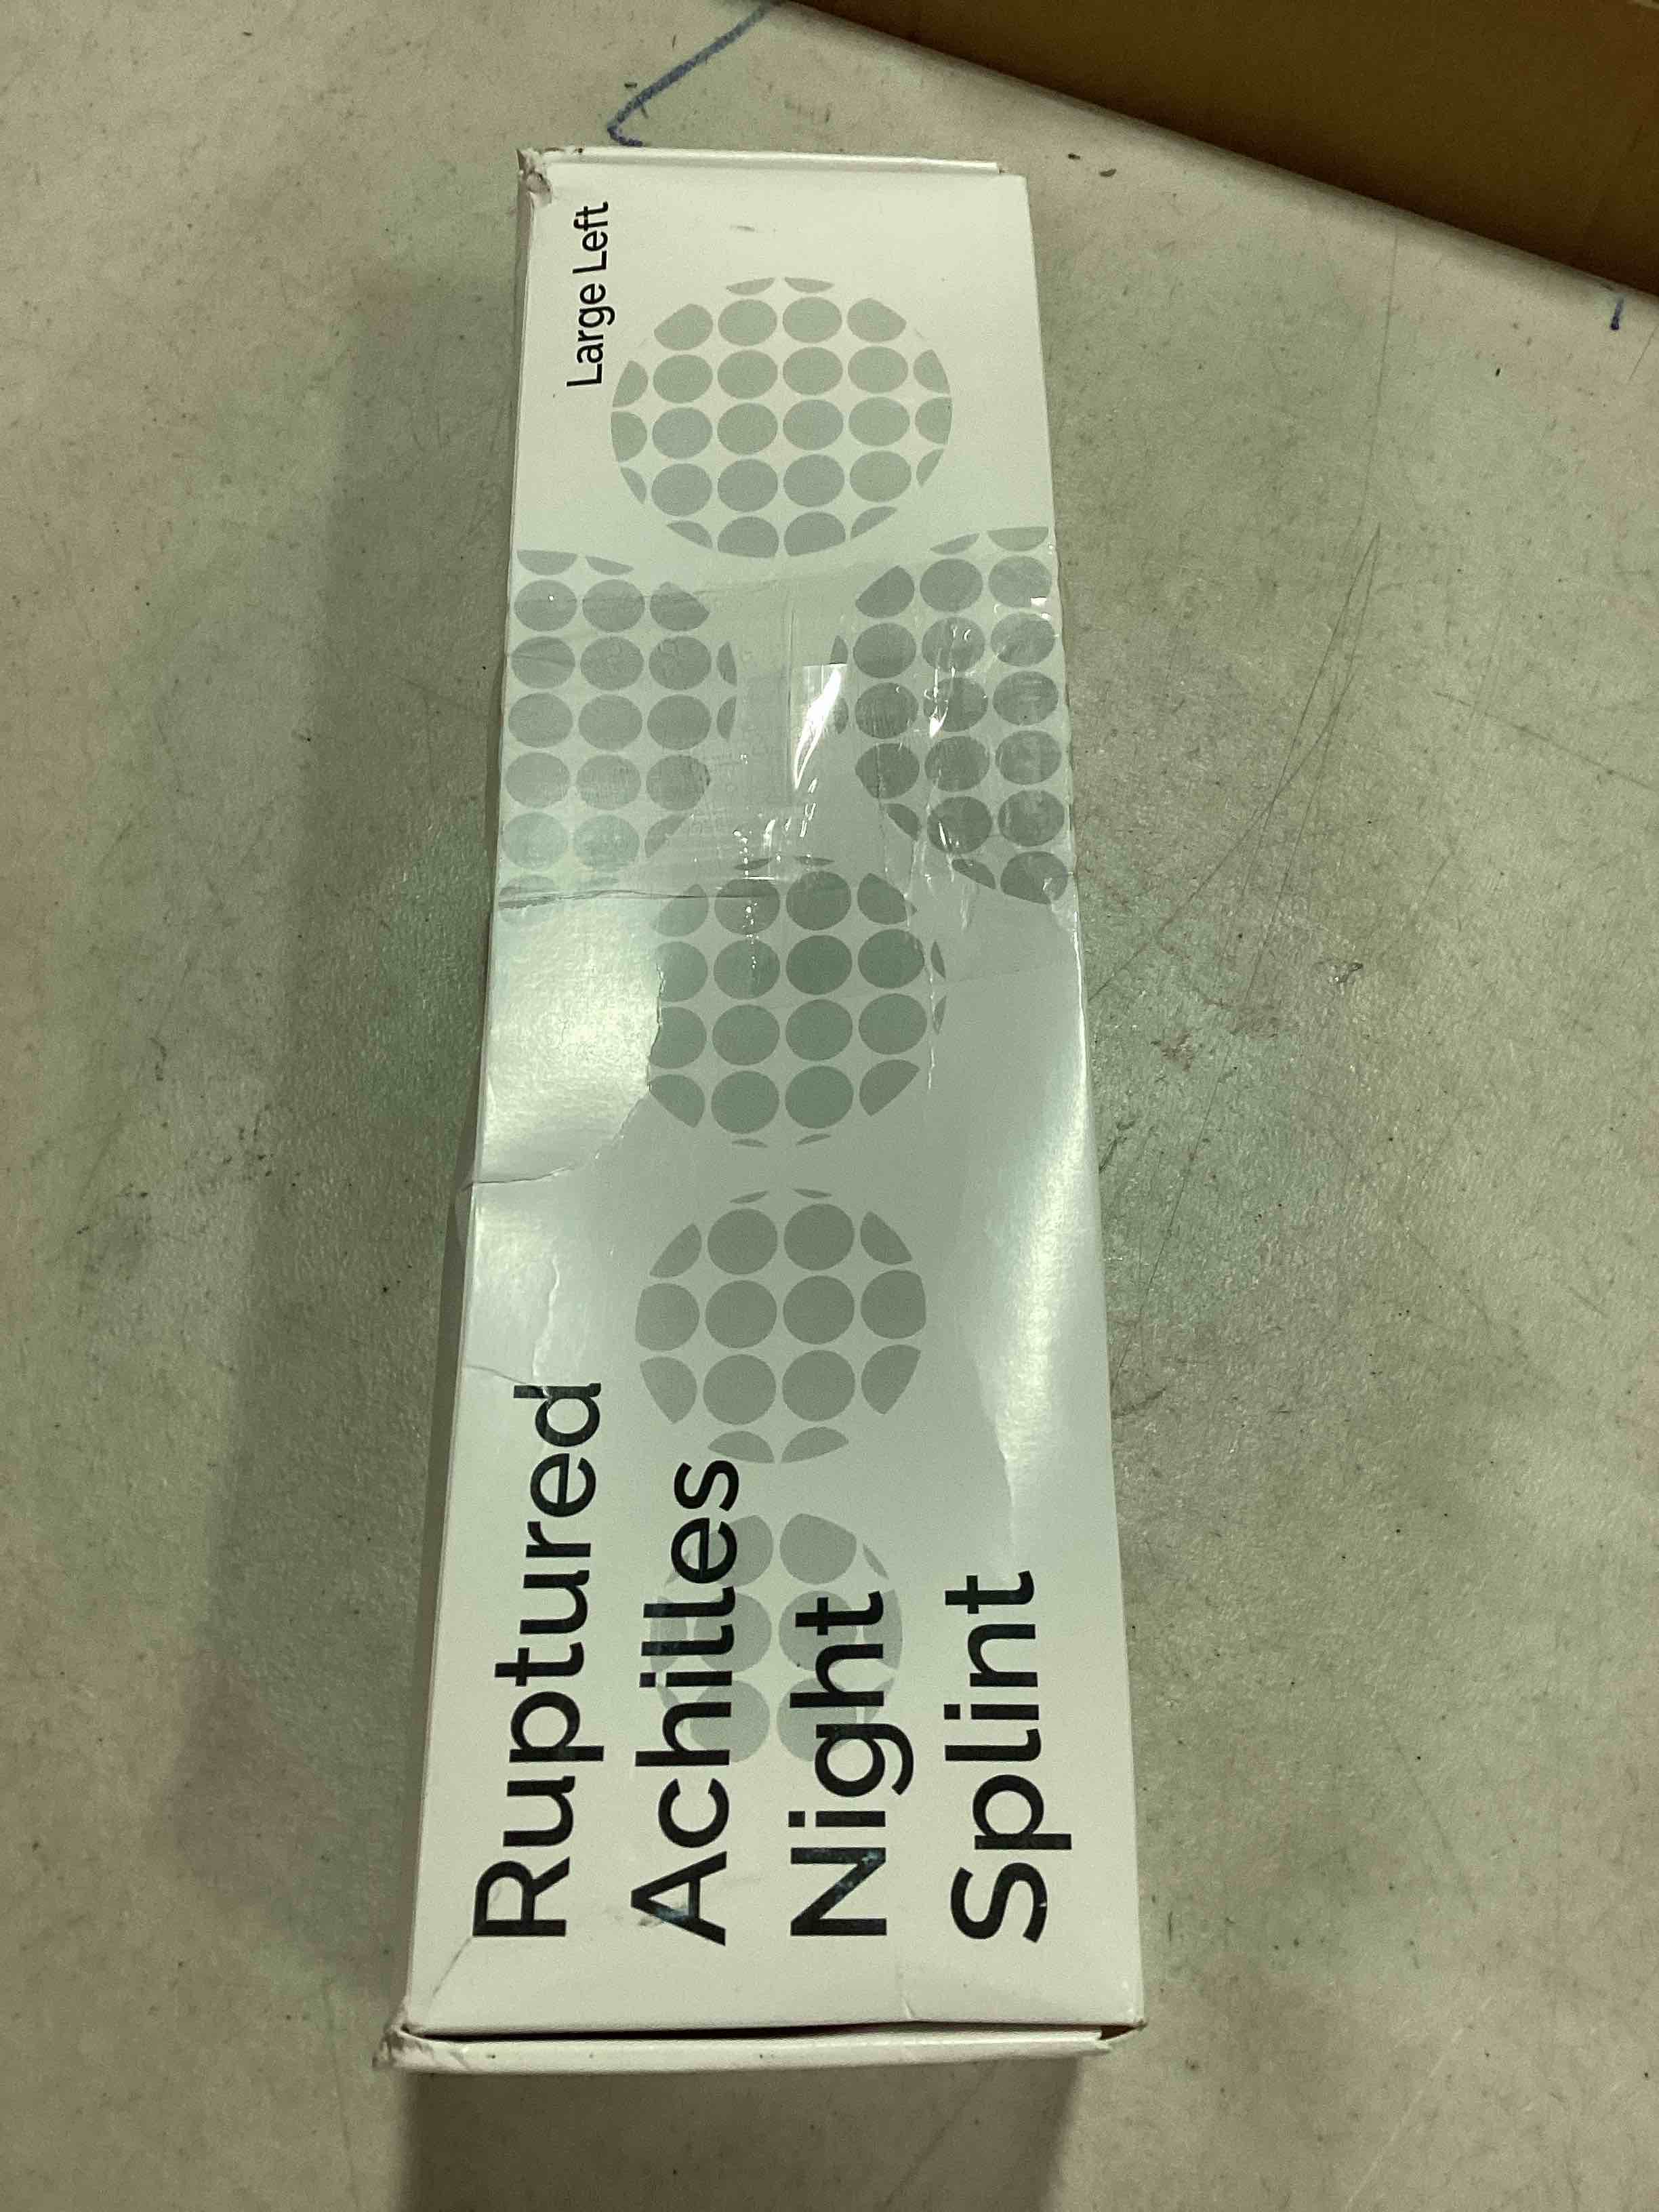 Large Left
Ruptured
Achilles
Night
Splint